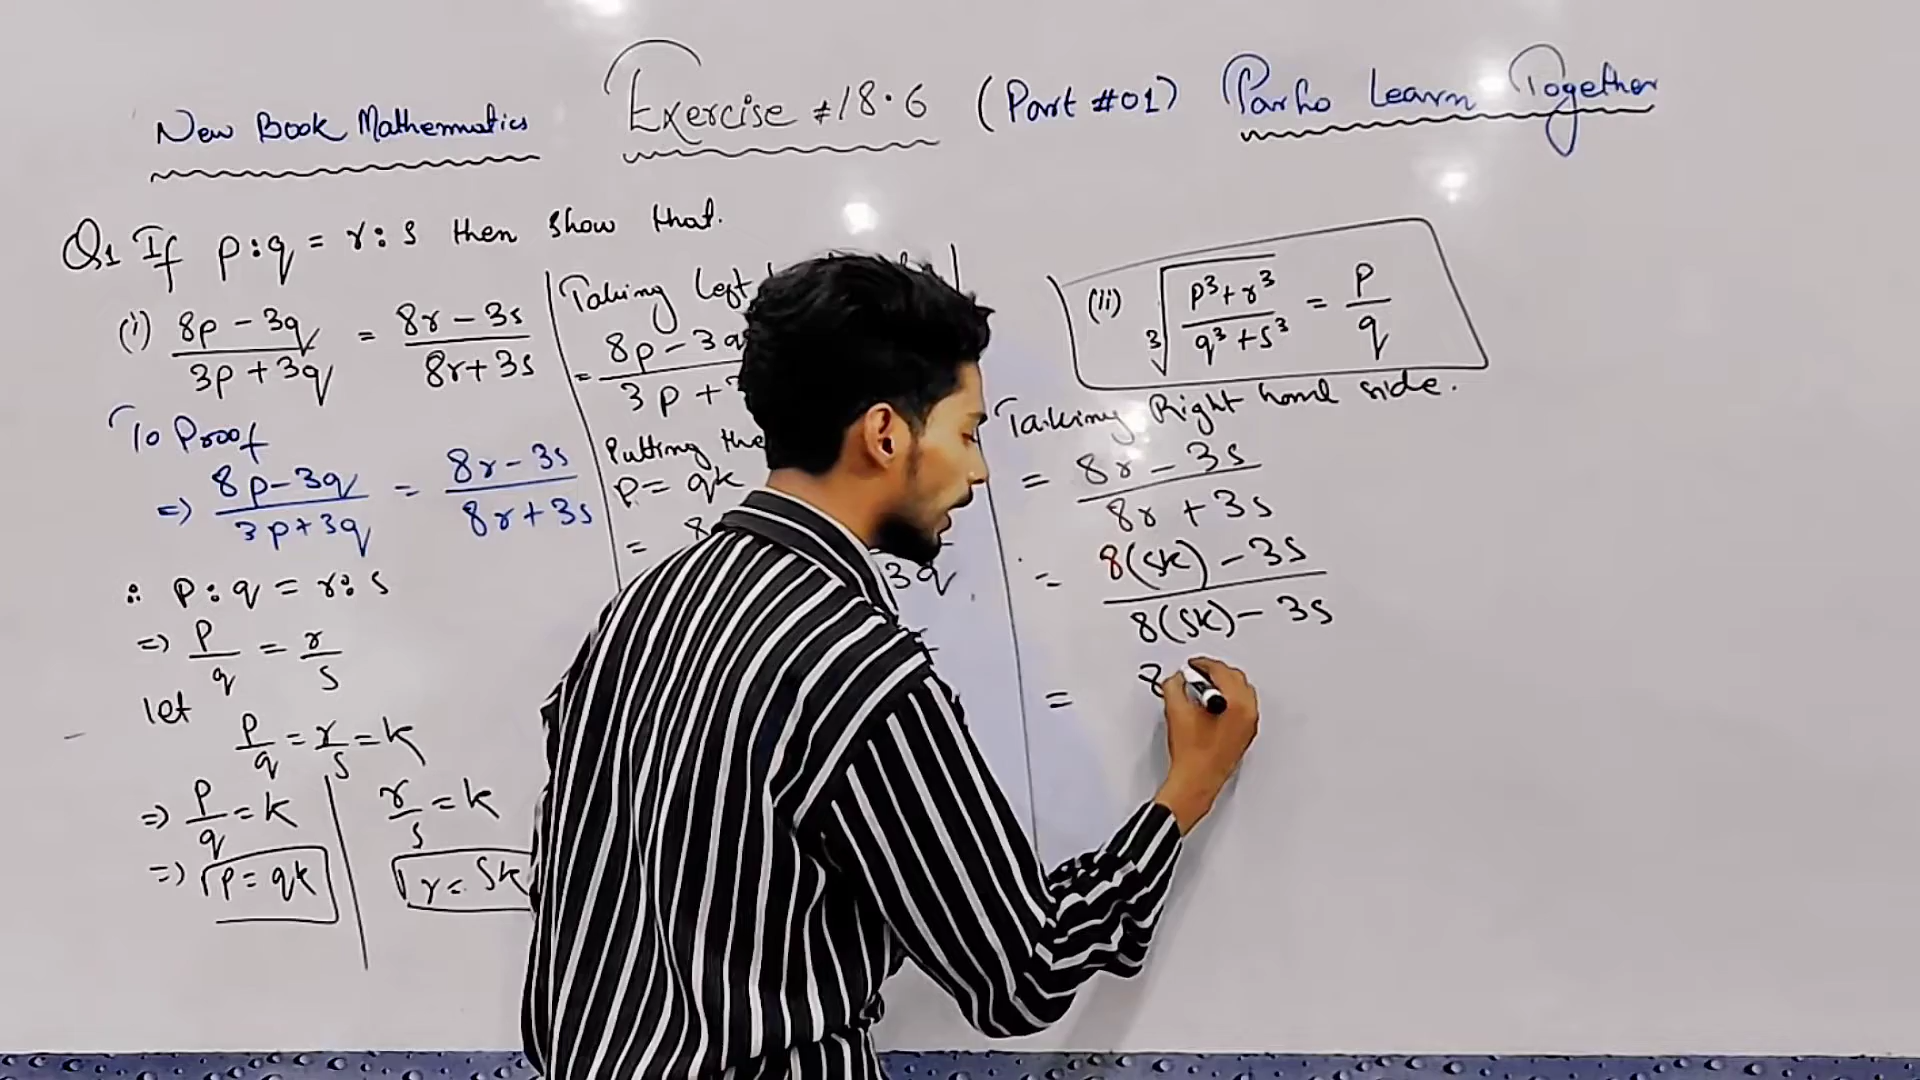 New Book Mathematics
Exercise #18.6 (Part #01)
Parho Learn Together
Q1 If p:q = r:s then show that.
(i) 8p - 3q / 3p + 3q = 8r - 3s / 8r + 3s
To Proof
=> 8p - 3q / 3p + 3q = 8r - 3s / 8r + 3s
∴ p:q = r:s
=> p/q = r/s
let
p/q = r/s = k
=> p/q = k
=> p = qk
r/s = k
r = sk
Taking left
= 8p - 3q / 3p +
Putting the
p = qk
= 8
3q
(ii) ∛(p³ + r³ / q³ + s³) = p/q
Taking Right hand side.
= 8r - 3s / 8r + 3s
= 8(sk) - 3s / 8(sk) - 3s
= 8